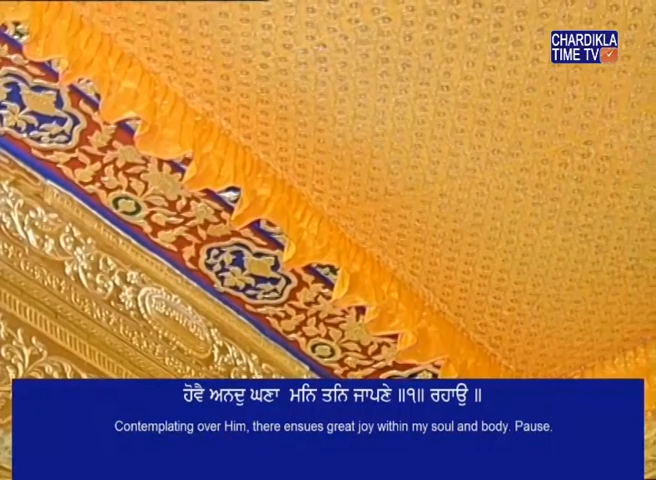 CHARDIKLA
TIME TV
ਹੋਵੈ ਅਨਦੁ ਘਣਾ ਮਨਿ ਤਨਿ ਜਾਪਣੇ ॥੧॥ ਰਹਾਉ ॥
Contemplating over Him, there ensues great joy within my soul and body. Pause.